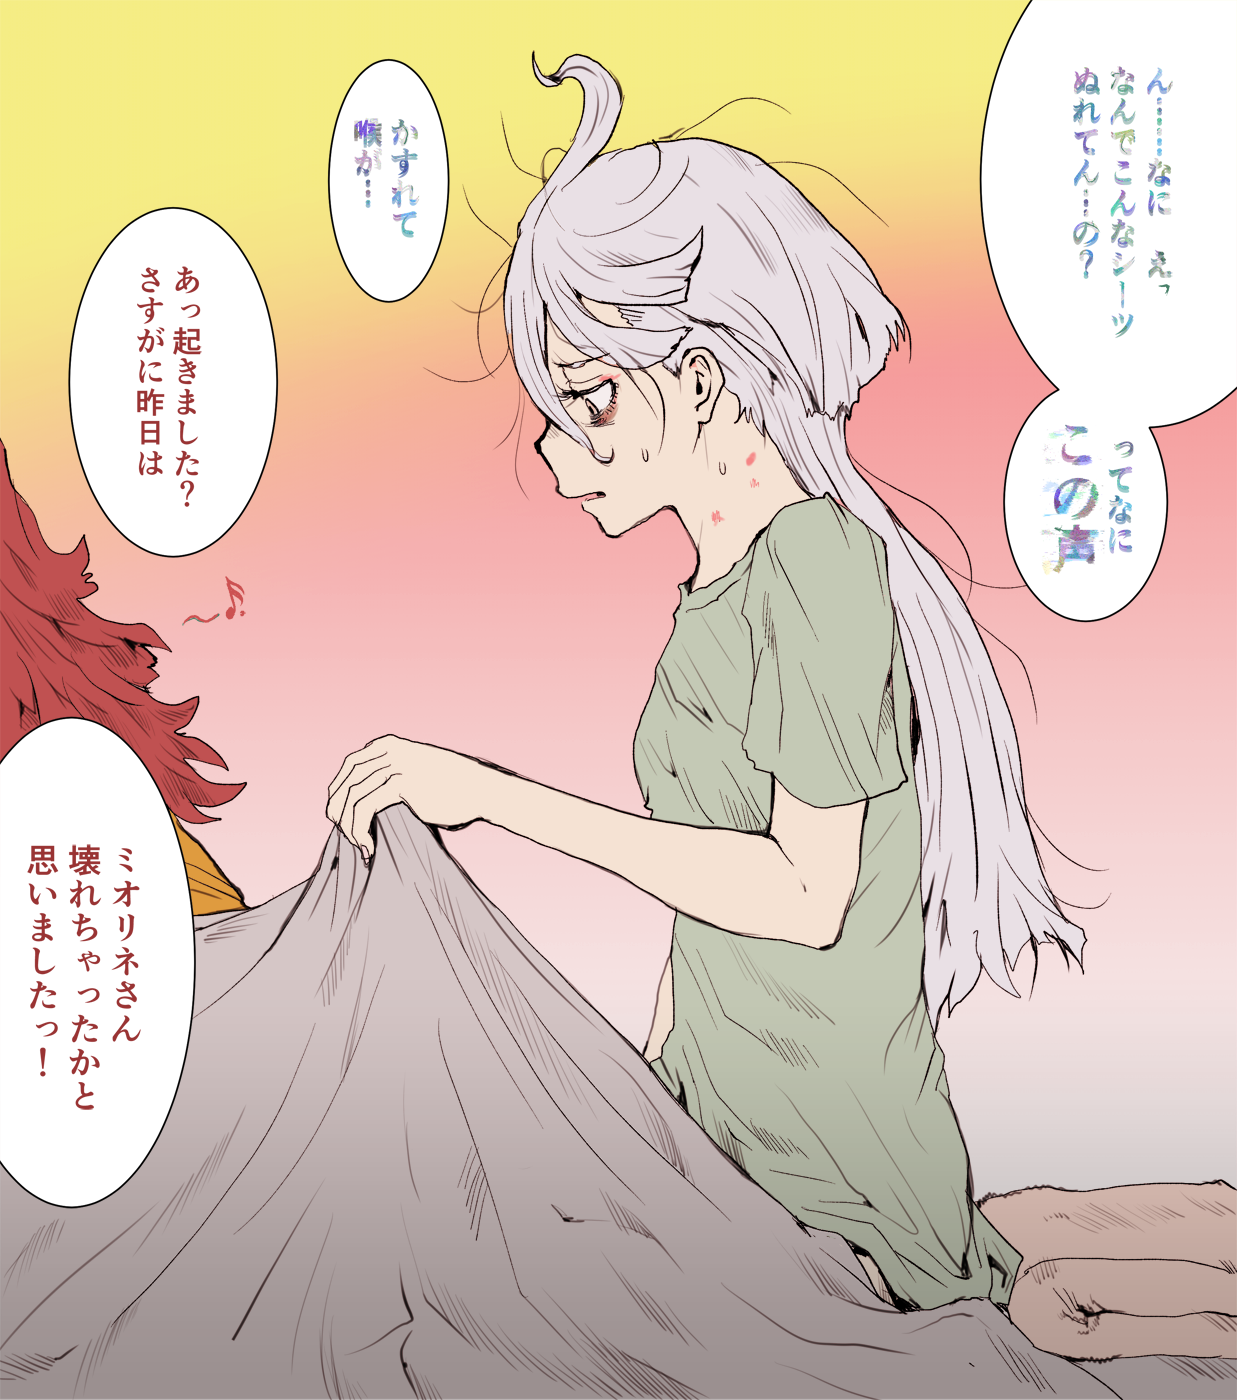 ん……なに　えっ
なんでこんなシーツ
ぬれてん…の？
ってなに
この声
かすれて
喉が…
あっ起きました？
さすがに昨日は
ミオリネさん
壊れちゃったかと
思いましたっ！